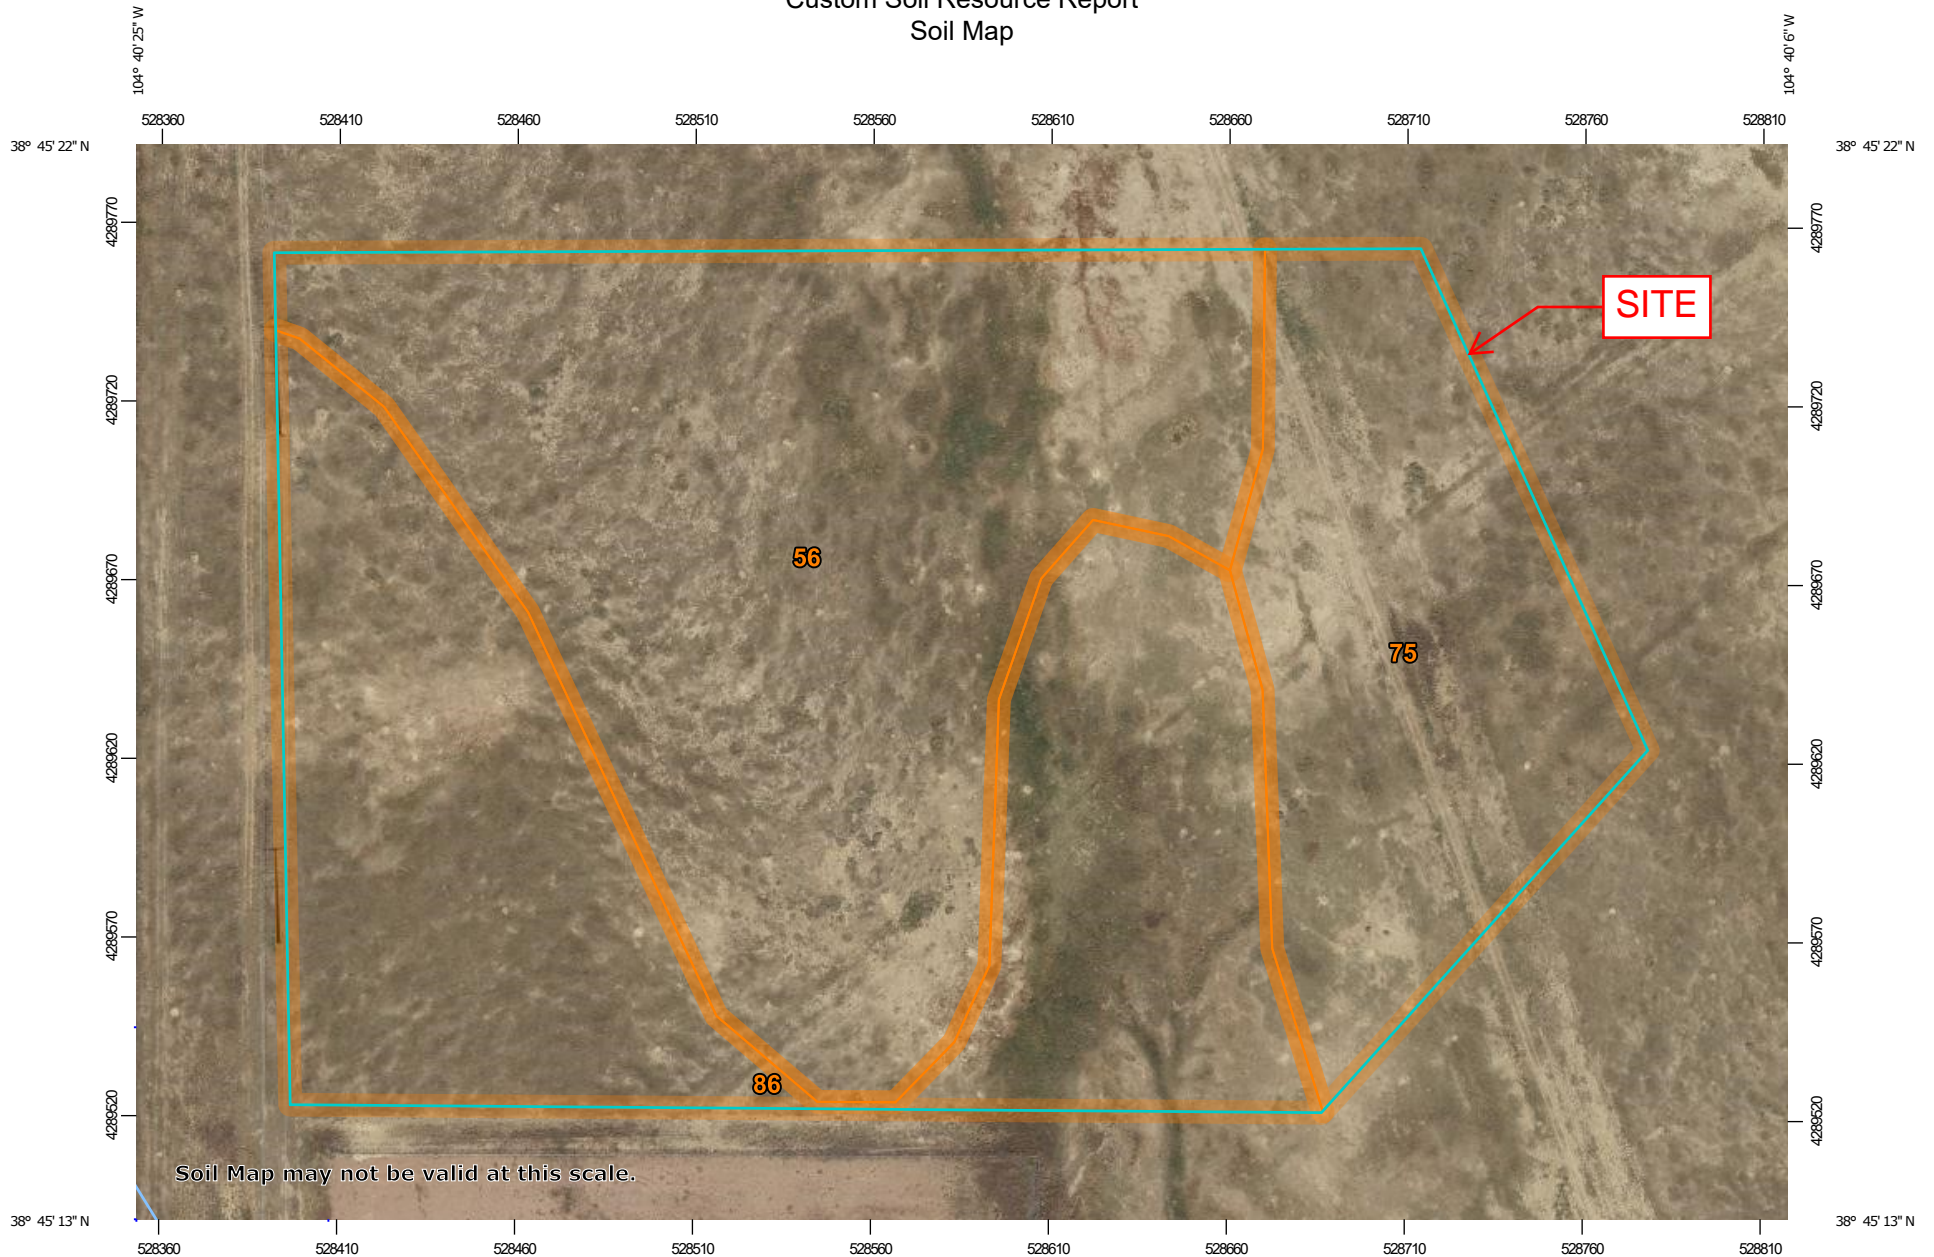 Custom Soil Resource Report
Soil Map
104° 40' 25" W
104° 40' 6" W
528360 528410 528460 528510 528560 528610 528660 528710 528760 528810
38° 45' 22" N
38° 45' 22" N
4289770
4289770
SITE
4289720
4289720
56
4289670
4289670
75
4289620
4289620
4289570
4289570
86
4289520
4289520
Soil Map may not be valid at this scale.
38° 45' 13" N
38° 45' 13" N
528360 528410 528460 528510 528560 528610 528660 528710 528760 528810